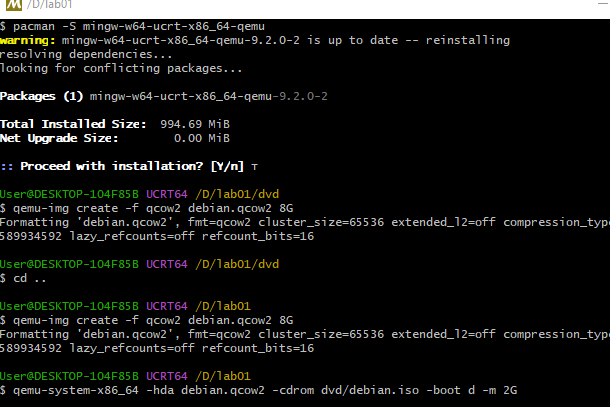 /D/lab01
$ pacman -S mingw-w64-ucrt-x86_64-qemu
warning: mingw-w64-ucrt-x86_64-qemu-9.2.0-2 is up to date -- reinstalling
resolving dependencies...
looking for conflicting packages...
Packages (1) mingw-w64-ucrt-x86_64-qemu-9.2.0-2
Total Installed Size:  994.69 MiB
Net Upgrade Size:        0.00 MiB
:: Proceed with installation? [Y/n] т
User@DESKTOP-104F85B UCRT64 /D/lab01/dvd
$ qemu-img create -f qcow2 debian.qcow2 8G
Formatting 'debian.qcow2', fmt=qcow2 cluster_size=65536 extended_l2=off compression_type
589934592 lazy_refcounts=off refcount_bits=16
User@DESKTOP-104F85B UCRT64 /D/lab01/dvd
$ cd ..
User@DESKTOP-104F85B UCRT64 /D/lab01
$ qemu-img create -f qcow2 debian.qcow2 8G
Formatting 'debian.qcow2', fmt=qcow2 cluster_size=65536 extended_l2=off compression_type
589934592 lazy_refcounts=off refcount_bits=16
User@DESKTOP-104F85B UCRT64 /D/lab01
$ qemu-system-x86_64 -hda debian.qcow2 -cdrom dvd/debian.iso -boot d -m 2G